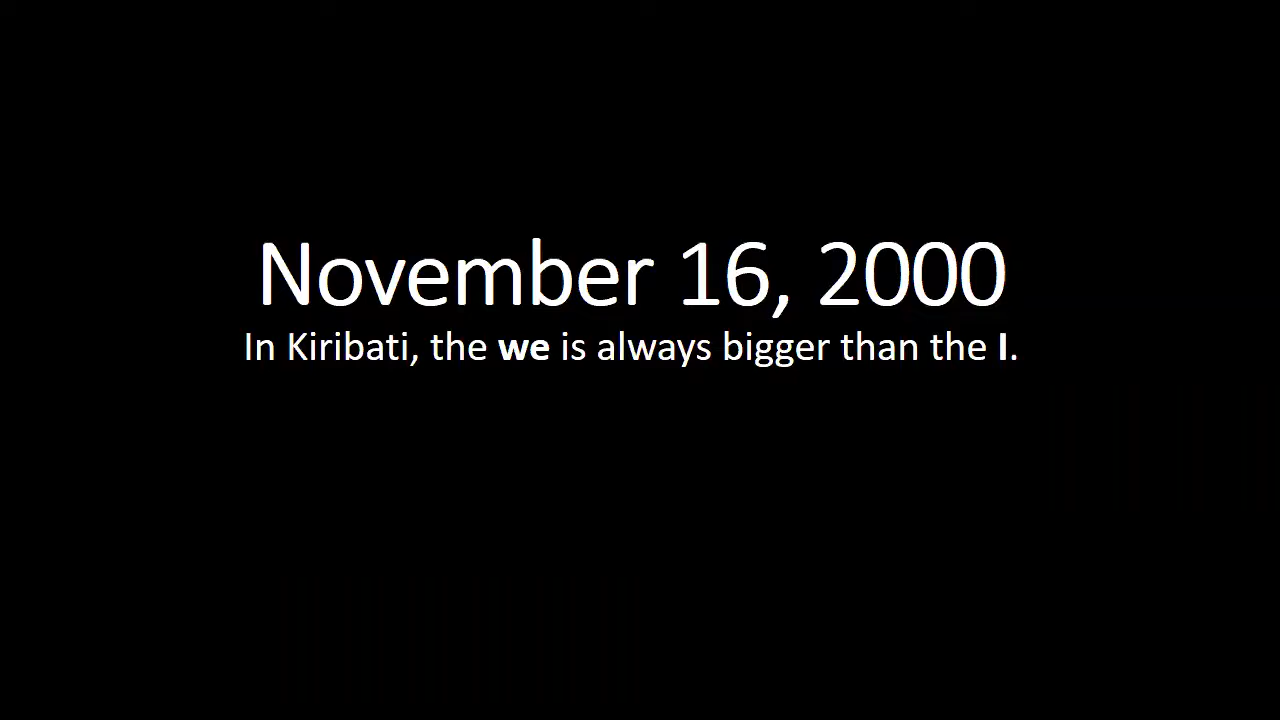 November 16, 2000
In Kiribati, the we is always bigger than the I.